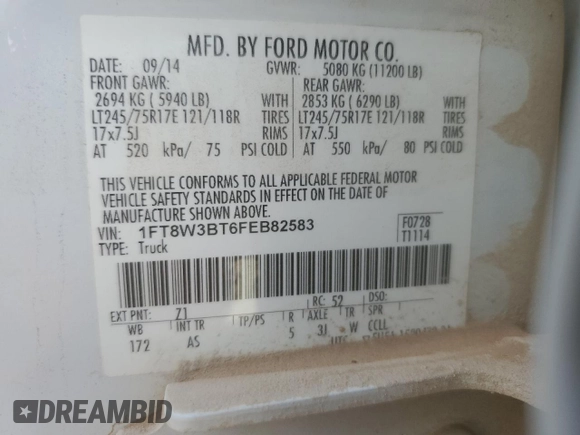 MFD. BY FORD MOTOR CO.
DATE: 09/14 GVWR: 5080 KG (11200 LB)
FRONT GAWR: REAR GAWR:
2694 KG ( 5940 LB) WITH 2853 KG ( 6290 LB) WITH
LT245/75R17E 121/118R TIRES LT245/75R17E 121/118R TIRES
17x7.5J RIMS 17x7.5J RIMS
AT 520 kPa/ 75 PSI COLD AT 550 kPa/ 80 PSI COLD
THIS VEHICLE CONFORMS TO ALL APPLICABLE FEDERAL MOTOR
VEHICLE SAFETY STANDARDS IN EFFECT ON THE DATE OF
MANUFACTURE SHOWN ABOVE.
VIN: 1FT8W3BT6FEB82583 F0728
TYPE: Truck T1114
EXT PNT: Z1 RC: 52 DSO:
WB INT TR TP/PS R AXLE TR SPR
172 AS 5 3J W CCLL
UTC
DREAMBID